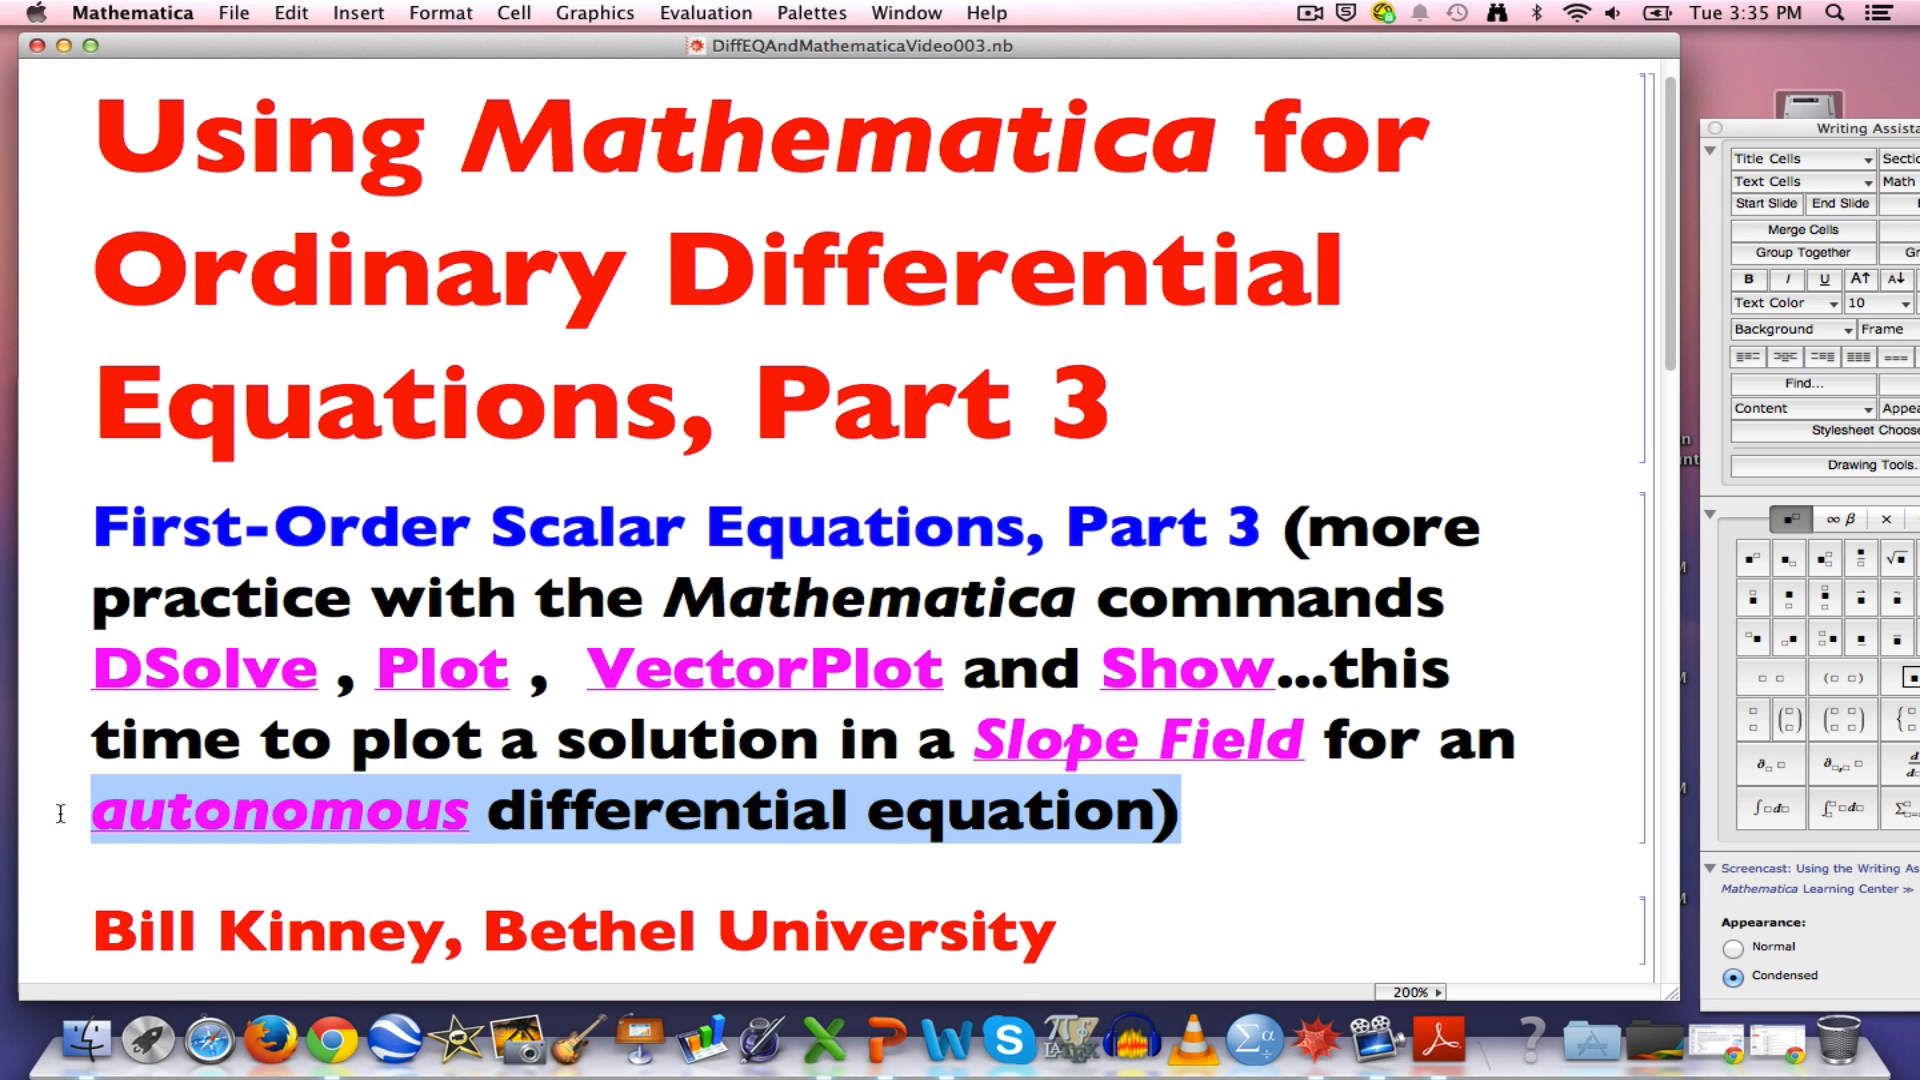 Mathematica File Edit Insert Format Cell Graphics Evaluation Palettes Window Help Tue 3:35 PM
DiffEQAndMathematicaVideo003.nb
Using Mathematica for
Ordinary Differential
Equations, Part 3
First-Order Scalar Equations, Part 3 (more
practice with the Mathematica commands
DSolve , Plot , VectorPlot and Show...this
time to plot a solution in a Slope Field for an
autonomous differential equation)
Bill Kinney, Bethel University
200%
Writing Assista
Title Cells Secti
Text Cells Math
Start Slide End Slide
Merge Cells
Group Together Gr
B I U A↑ A↓
Text Color 10
Background Frame
Find...
Content Appea
Stylesheet Choose
Drawing Tools..
∞ β ×
Screencast: Using the Writing As
Mathematica Learning Center »
Appearance:
Normal
Condensed